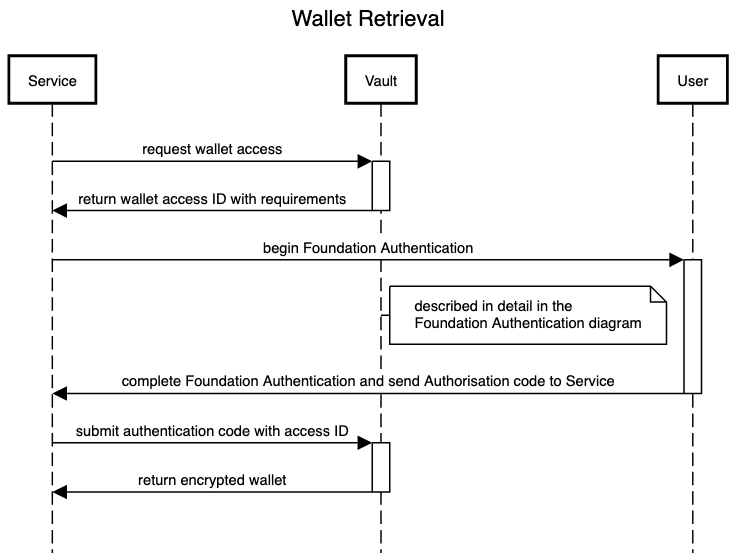 Wallet Retrieval
Service
Vault
User
request wallet access
return wallet access ID with requirements
begin Foundation Authentication
described in detail in the
Foundation Authentication diagram
complete Foundation Authentication and send Authorisation code to Service
submit authentication code with access ID
return encrypted wallet